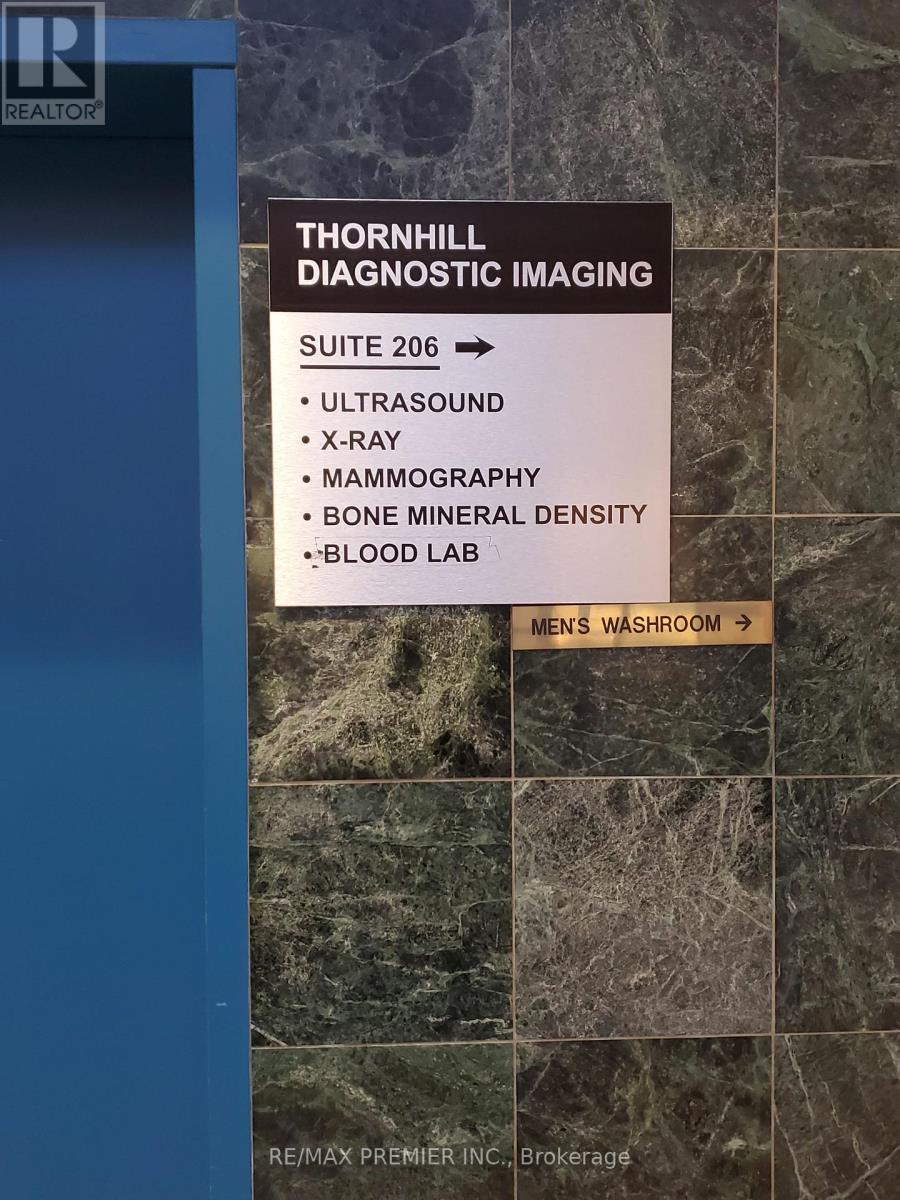 R
REALTOR®
THORNHILL
DIAGNOSTIC IMAGING
SUITE 206 →
• ULTRASOUND
• X-RAY
• MAMMOGRAPHY
• BONE MINERAL DENSITY
• BLOOD LAB
MEN'S WASHROOM →
RE/MAX PREMIER INC., Brokerage